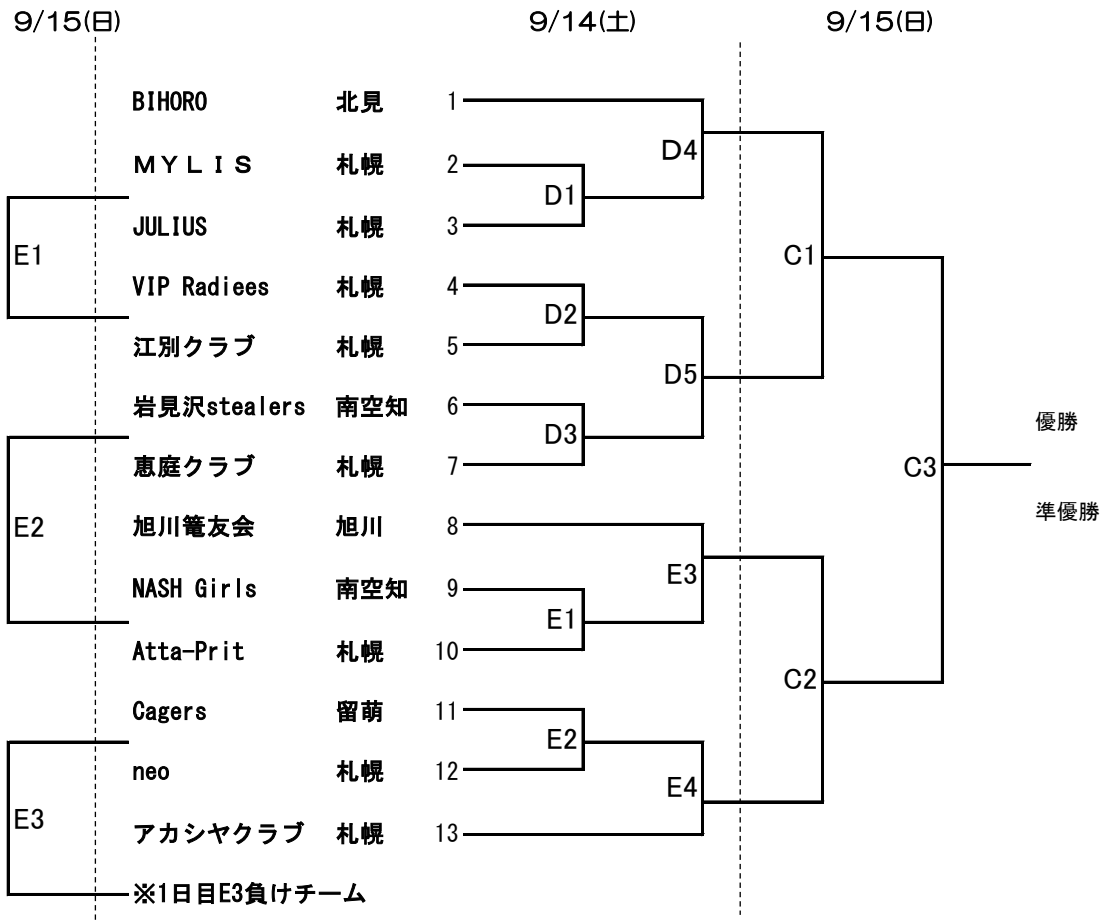 9/15(日) 9/14(土) 9/15(日)
BIHORO 北見 1
D4
ＭＹＬＩＳ 札幌 2
D1
JULIUS 札幌 3
E1
C1
VIP Radiees 札幌 4
D2
江別クラブ 札幌 5
D5
岩見沢stealers 南空知 6
優勝
D3
恵庭クラブ 札幌 7
C3
準優勝
E2
旭川篭友会 旭川 8
E3
NASH Girls 南空知 9
E1
Atta-Prit 札幌 10
C2
Cagers 留萌 11
E2
neo 札幌 12
E4
E3
アカシヤクラブ 札幌 13
※1日目E3負けチーム